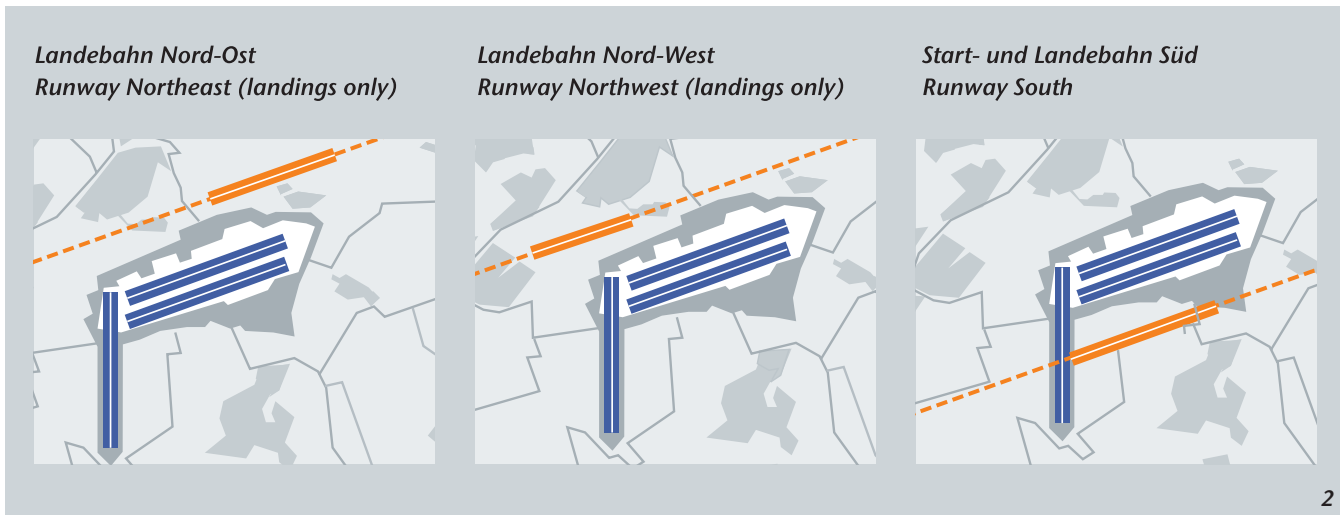 Landebahn Nord-Ost
Runway Northeast (landings only)
Landebahn Nord-West
Runway Northwest (landings only)
Start- und Landebahn Süd
Runway South
2